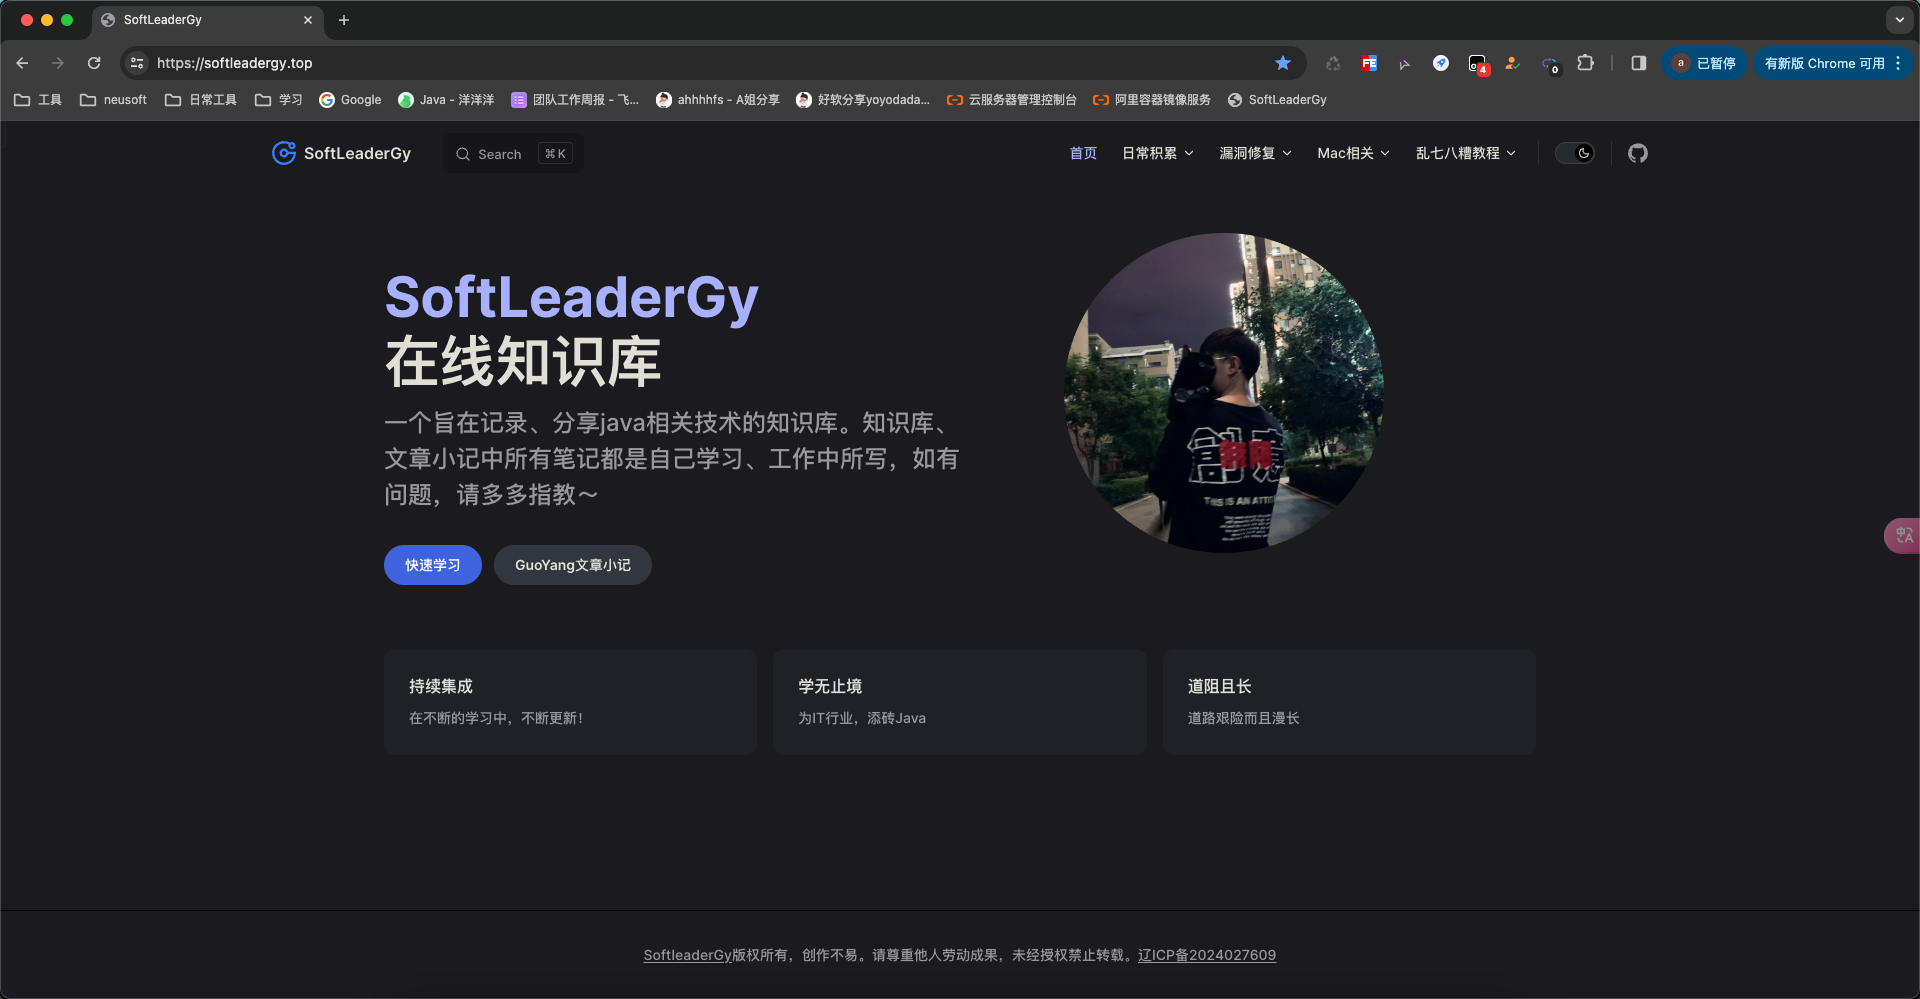 SoftLeaderGy
https://softleadergy.top
FE
4
0
a 已暂停
有新版 Chrome 可用
工具 neusoft 日常工具 学习 Google Java - 洋洋洋 团队工作周报 - 飞... ahhhhfs - A姐分享 好软分享yoyodada... 云服务器管理控制台 阿里容器镜像服务 SoftLeaderGy
SoftLeaderGy Search ⌘K 首页 日常积累 漏洞修复 Mac相关 乱七八糟教程
SoftLeaderGy
在线知识库
一个旨在记录、分享java相关技术的知识库。知识库、
文章小记中所有笔记都是自己学习、工作中所写，如有
问题，请多多指教～
快速学习 GuoYang文章小记
THIS IS AN ATTI
持续集成
在不断的学习中，不断更新！
学无止境
为IT行业，添砖Java
道阻且长
道路艰险而且漫长
SoftleaderGy版权所有，创作不易。请尊重他人劳动成果，未经授权禁止转载。辽ICP备2024027609